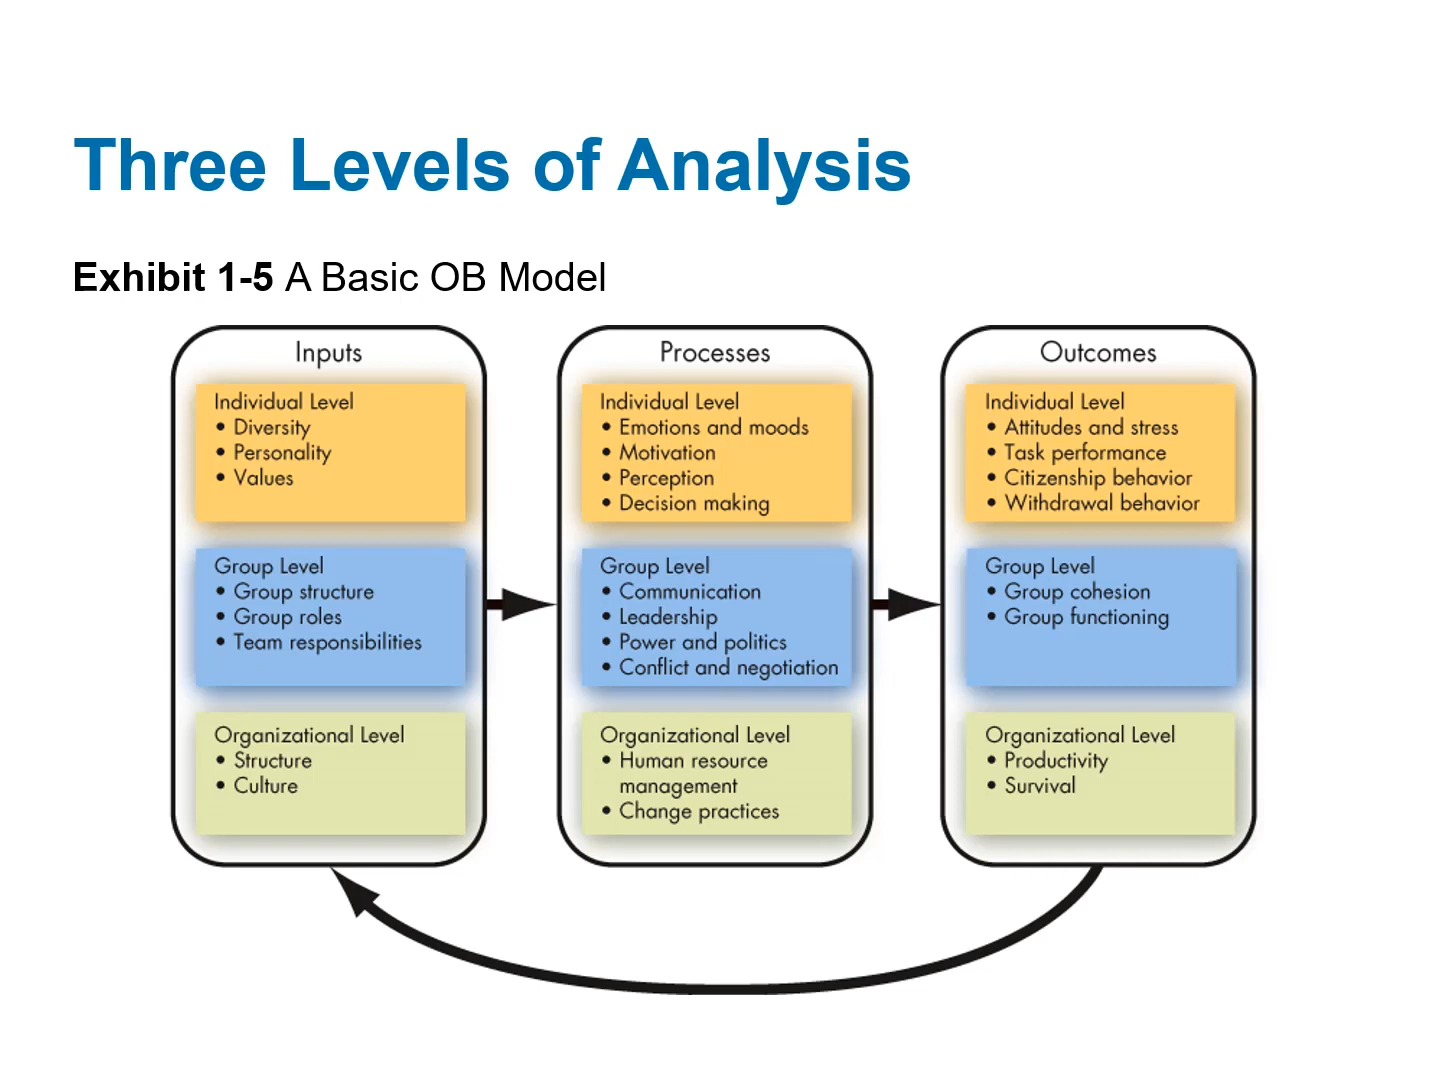 Three Levels of Analysis
Exhibit 1-5 A Basic OB Model
Inputs
Individual Level
• Diversity
• Personality
• Values
Group Level
• Group structure
• Group roles
• Team responsibilities
Organizational Level
• Structure
• Culture
Processes
Individual Level
• Emotions and moods
• Motivation
• Perception
• Decision making
Group Level
• Communication
• Leadership
• Power and politics
• Conflict and negotiation
Organizational Level
• Human resource
management
• Change practices
Outcomes
Individual Level
• Attitudes and stress
• Task performance
• Citizenship behavior
• Withdrawal behavior
Group Level
• Group cohesion
• Group functioning
Organizational Level
• Productivity
• Survival